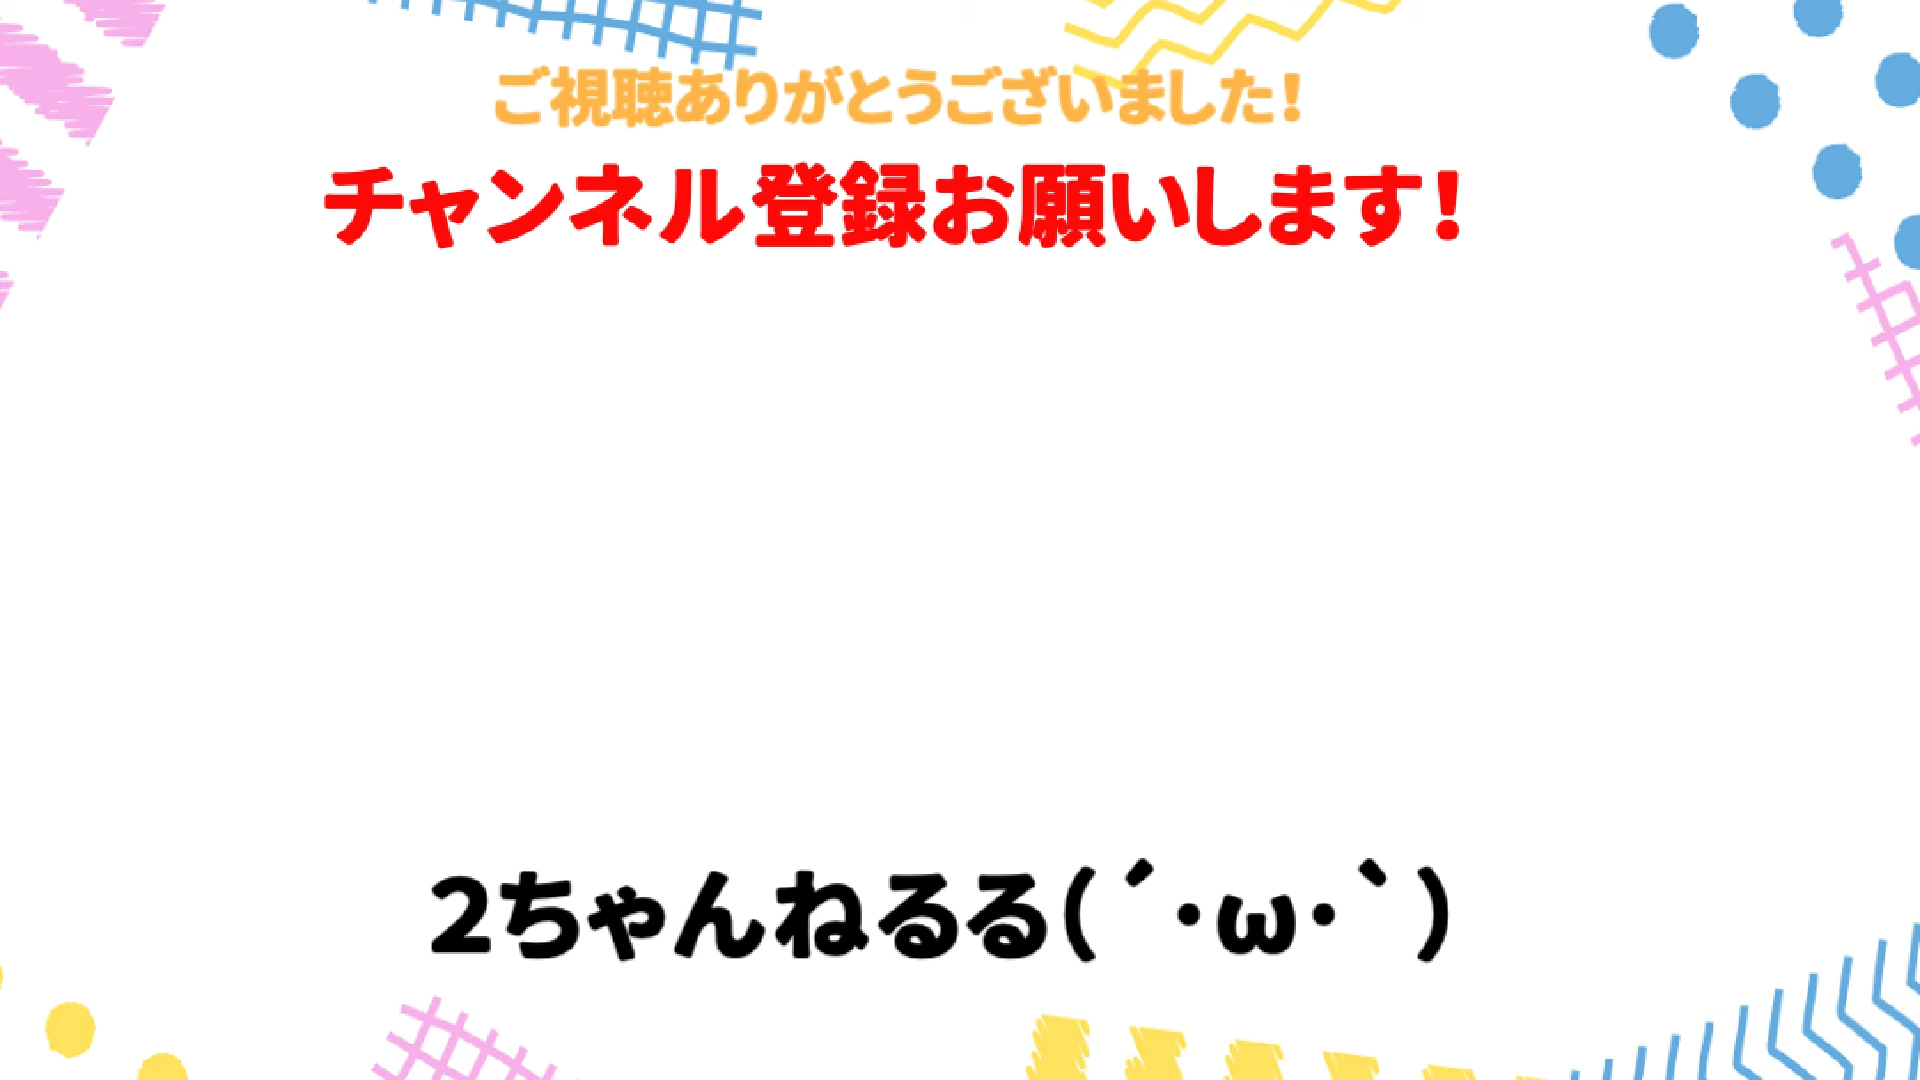 ご視聴ありがとうございました!
チャンネル登録お願いします!
2ちゃんねるる(´・ω・`)